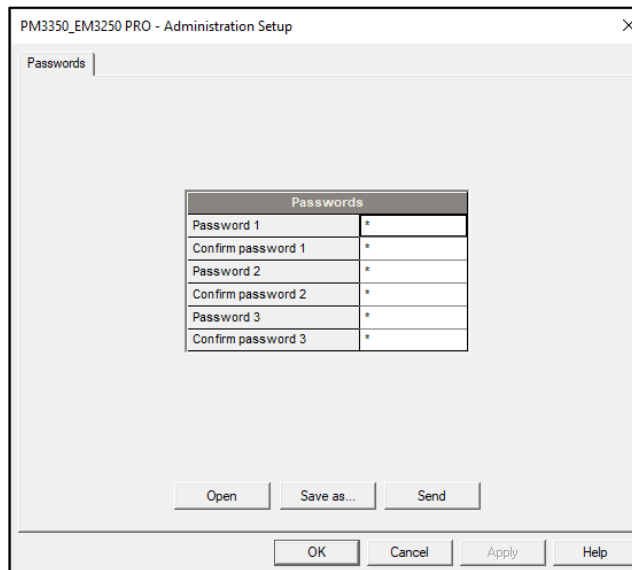 PM3350_EM3250 PRO - Administration Setup
Passwords
Passwords
Password 1 *
Confirm password 1 *
Password 2 *
Confirm password 2 *
Password 3 *
Confirm password 3 *
Open Save as... Send
OK Cancel Apply Help